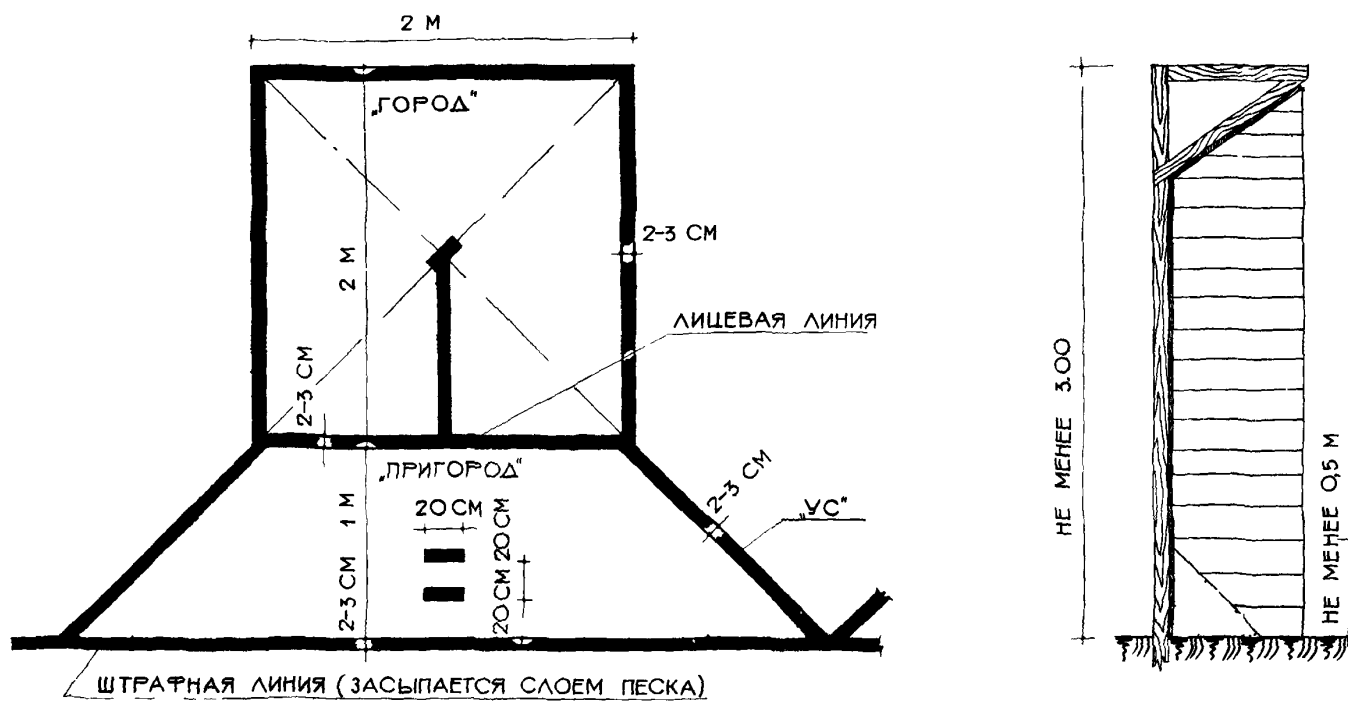 2 М
„ГОРОД“
2 М
2-3 СМ
ЛИЦЕВАЯ ЛИНИЯ
2-3 СМ
„ПРИГОРОД“
1 М
20 СМ
20 СМ
20 СМ
2-3 СМ
„УС“
2-3 СМ
ШТРАФНАЯ ЛИНИЯ (ЗАСЫПАЕТСЯ СЛОЕМ ПЕСКА)
НЕ МЕНЕЕ 3.00
НЕ МЕНЕЕ 0,5 М